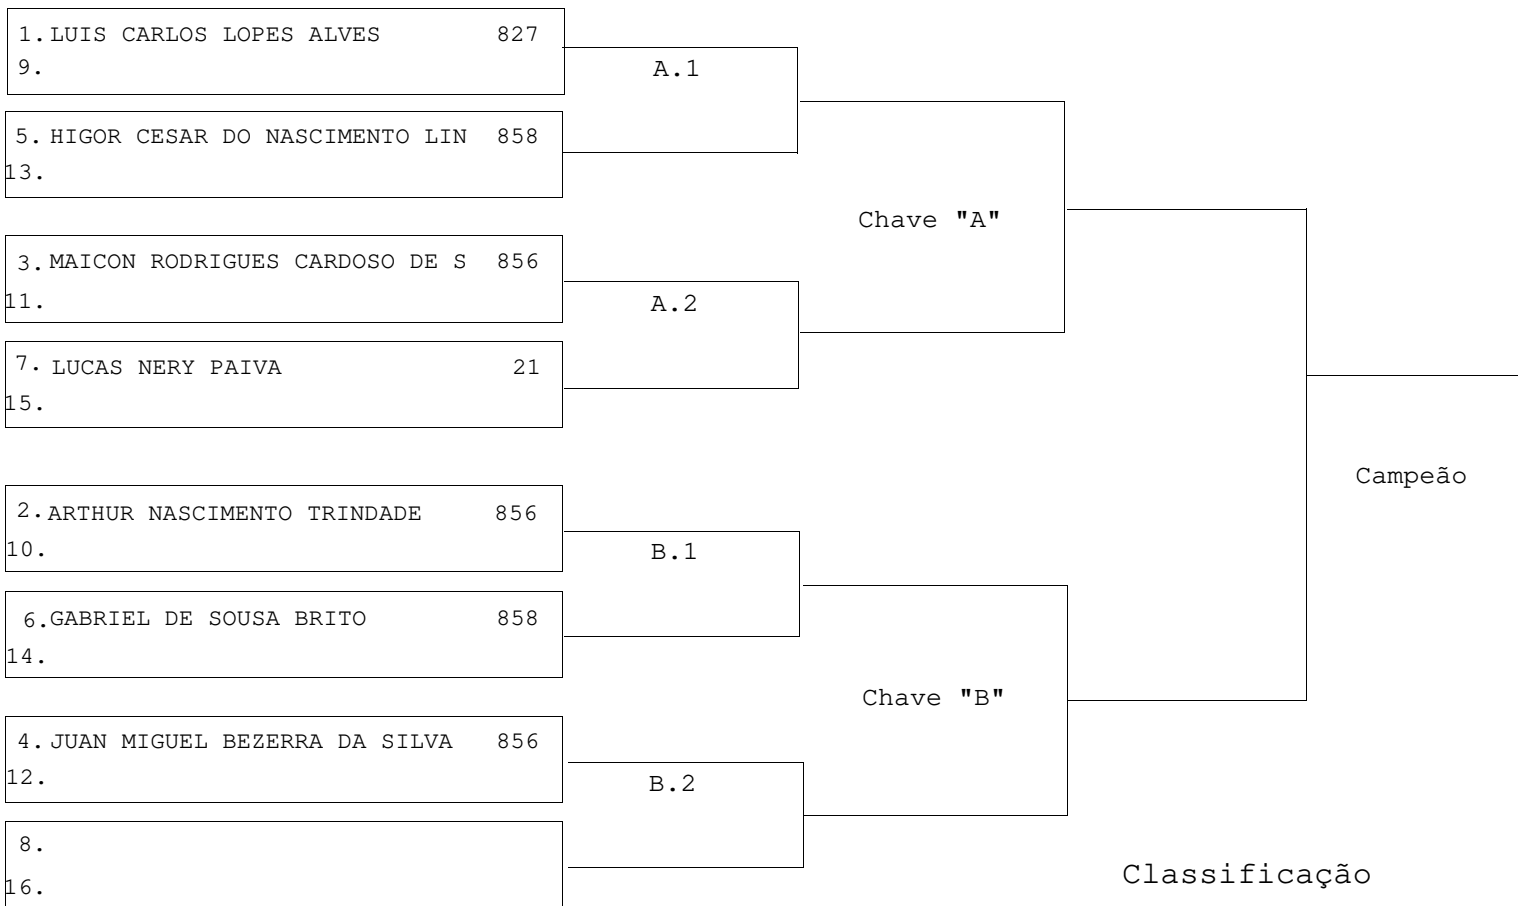 1. LUIS CARLOS LOPES ALVES 827
9.
A.1
5. HIGOR CESAR DO NASCIMENTO LIN 858
13.
Chave "A"
3. MAICON RODRIGUES CARDOSO DE S 856
11.
A.2
7. LUCAS NERY PAIVA 21
15.
Campeão
2. ARTHUR NASCIMENTO TRINDADE 856
10.
B.1
6. GABRIEL DE SOUSA BRITO 858
14.
Chave "B"
4. JUAN MIGUEL BEZERRA DA SILVA 856
12.
B.2
8.
16.
Classificação